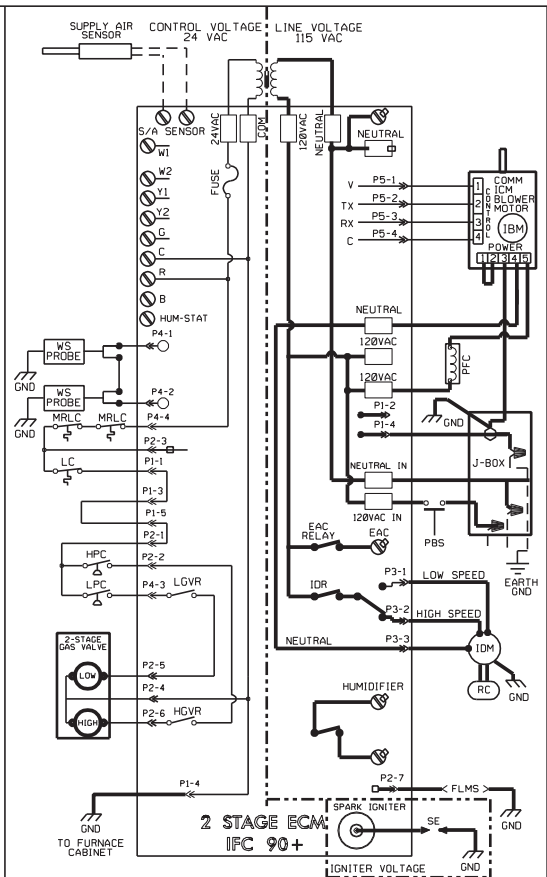 SUPPLY AIR
SENSOR
CONTROL VOLTAGE
24 VAC
LINE VOLTAGE
115 VAC
S/A SENSOR
24VAC
COM
120VAC
NEUTRAL
NEUTRAL
W1
W2
Y1
Y2
G
C
R
B
HUM-STAT
FUSE
V P5-1
TX P5-2
RX P5-3
C P5-4
1
2
3
4
CONTROL
COMM
ICM
BLOWER
MOTOR
IBM
POWER
1 2 3 4 5
P4-1
WS
PROBE
GND
P4-2
WS
PROBE
GND
MRLC MRLC P4-4
P2-3
LC P1-1
P1-3
P1-5
P2-1
HPC P2-2
LPC P4-3 LGVR
NEUTRAL
120VAC
120VAC
PFC
P1-2
P1-4
GND
J-BOX
NEUTRAL IN
120VAC IN
PBS
EAC
RELAY
EAC
EARTH
GND
IDR
P3-1 LOW SPEED
P3-2 HIGH SPEED
NEUTRAL P3-3
IDM
RC
GND
2-STAGE
GAS VALVE
LOW
HIGH
P2-5
P2-4
P2-6 HGVR
HUMIDIFIER
P1-4
GND
TO FURNACE
CABINET
P2-7
FLMS
GND
2 STAGE ECM
IFC 90+
SPARK IGNITER
SE
GND
IGNITER VOLTAGE